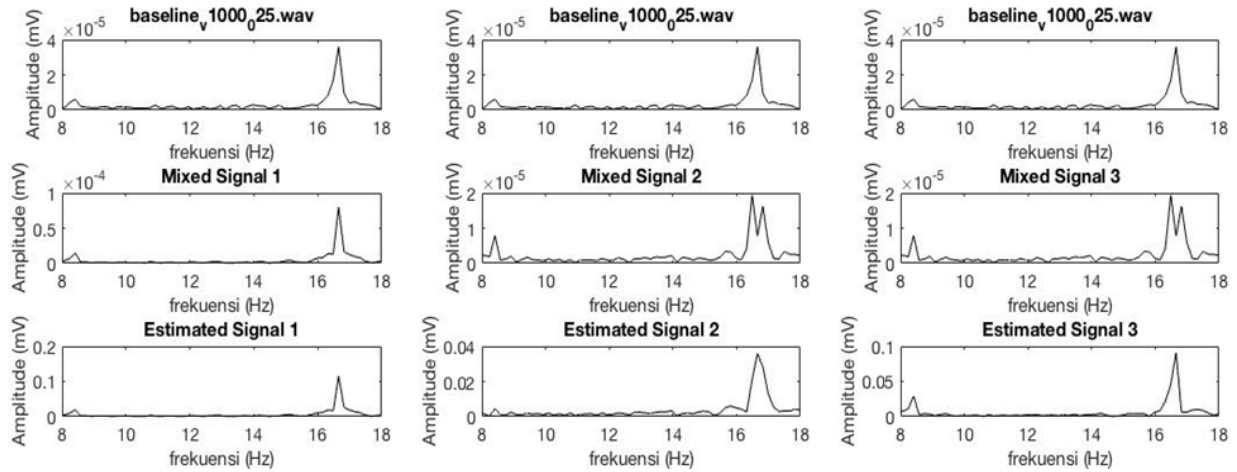 baseline_v1000_025.wav baseline_v1000_025.wav baseline_v1000_025.wav
×10^-5 ×10^-5 ×10^-5
Amplitude (mV) Amplitude (mV) Amplitude (mV)
4 2 0 4 2 0 4 2 0
8 10 12 14 16 18 8 10 12 14 16 18 8 10 12 14 16 18
frekuensi (Hz) frekuensi (Hz) frekuensi (Hz)
×10^-4 Mixed Signal 1 ×10^-5 Mixed Signal 2 ×10^-5 Mixed Signal 3
Amplitude (mV) Amplitude (mV) Amplitude (mV)
1 0.5 0 2 1 0 2 1 0
8 10 12 14 16 18 8 10 12 14 16 18 8 10 12 14 16 18
frekuensi (Hz) frekuensi (Hz) frekuensi (Hz)
Estimated Signal 1 Estimated Signal 2 Estimated Signal 3
Amplitude (mV) Amplitude (mV) Amplitude (mV)
0.2 0.1 0 0.04 0.02 0 0.1 0.05 0
8 10 12 14 16 18 8 10 12 14 16 18 8 10 12 14 16 18
frekuensi (Hz) frekuensi (Hz) frekuensi (Hz)